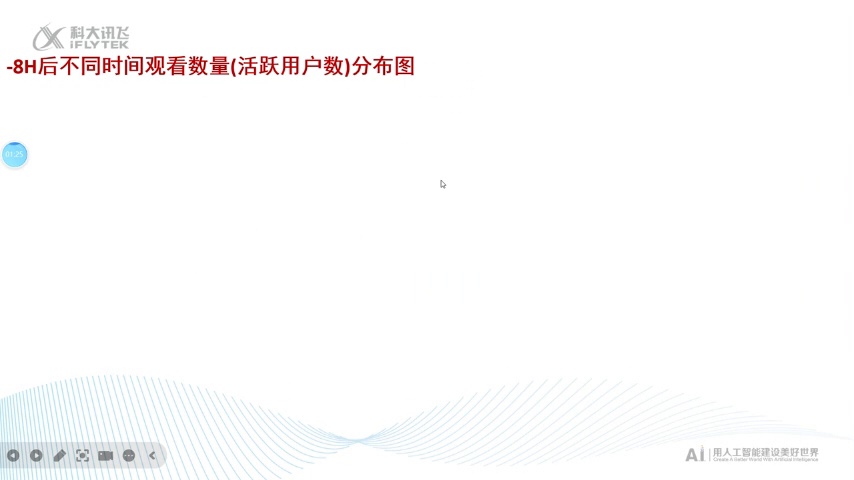 科大讯飞
iFLYTEK
-8H后不同时间观看数量(活跃用户数)分布图
01:25
AI 用人工智能建设美好世界
Create A Better World With Artificial Intelligence